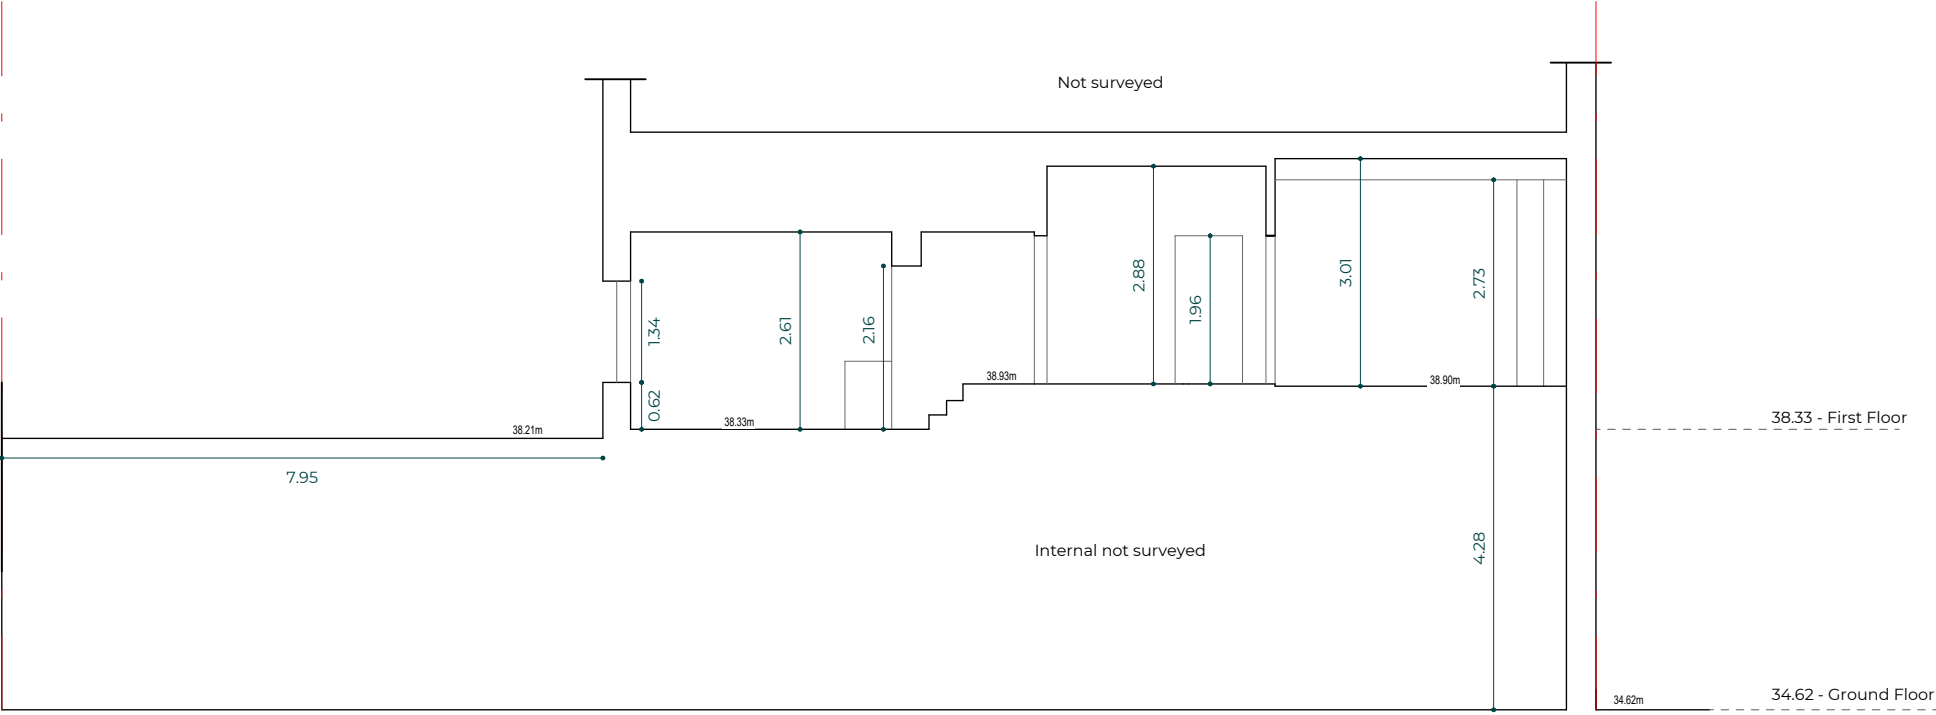 Not surveyed
1.34
0.62
2.61
2.16
2.88
1.96
3.01
2.73
38.93m
38.90m
38.33m
38.21m
7.95
38.33 - First Floor
4.28
Internal not surveyed
34.62m
34.62 - Ground Floor